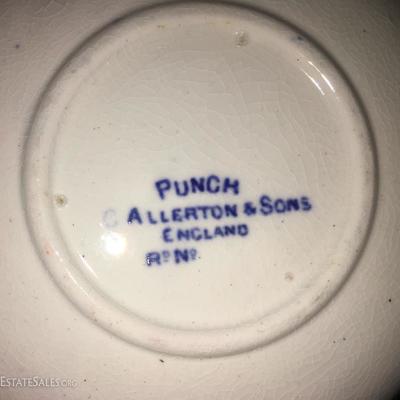 PUNCH
C ALLERTON & SONS
ENGLAND
RD NO.
ESTATESALES.ORG